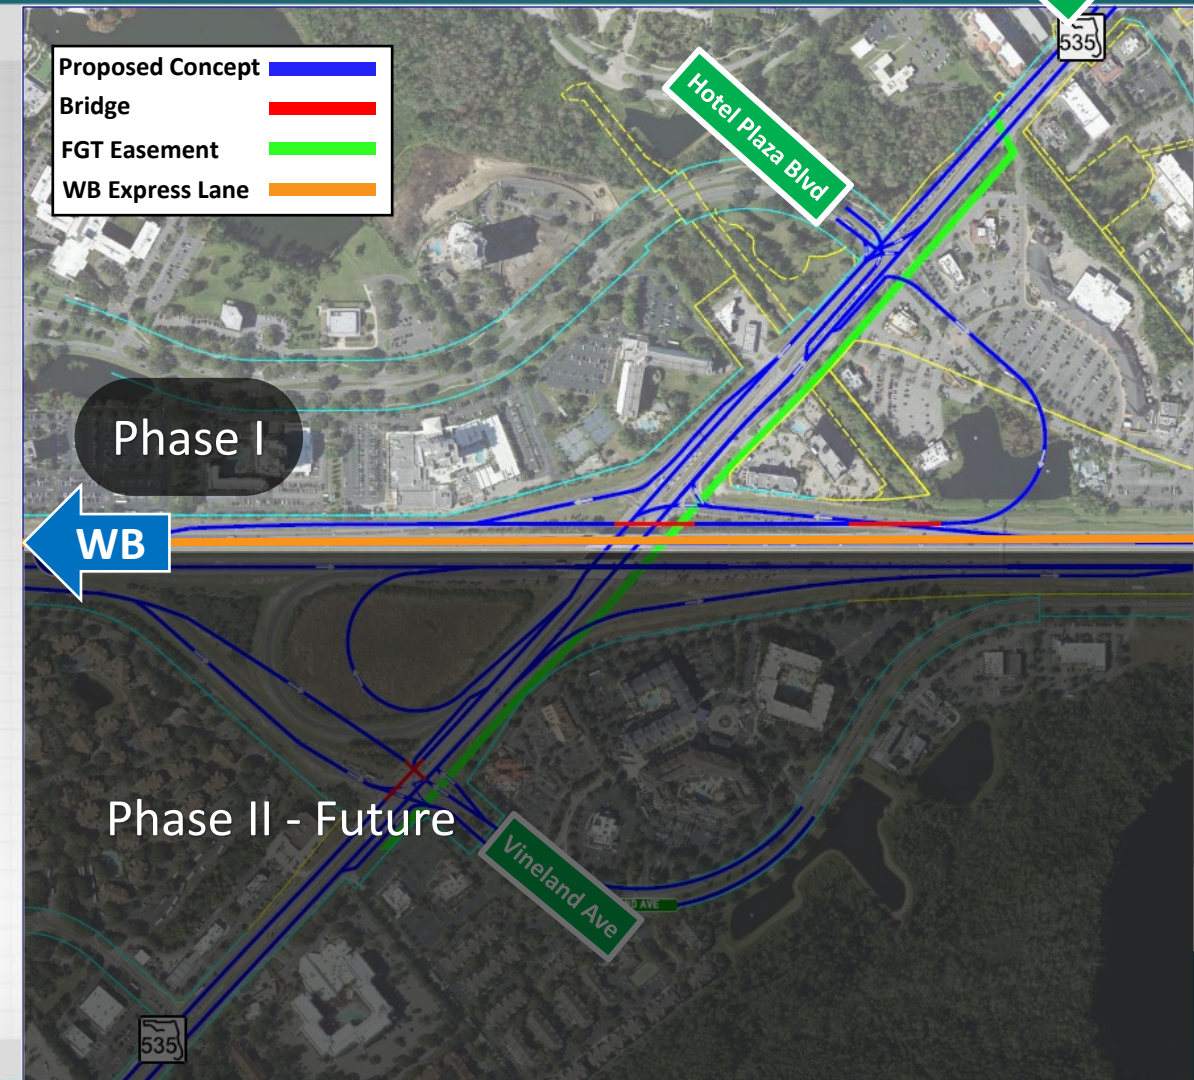 535
Proposed Concept
Bridge
FGT Easement
WB Express Lane
Hotel Plaza Blvd
Phase I
WB
Phase II - Future
Vineland Ave
AVE
535